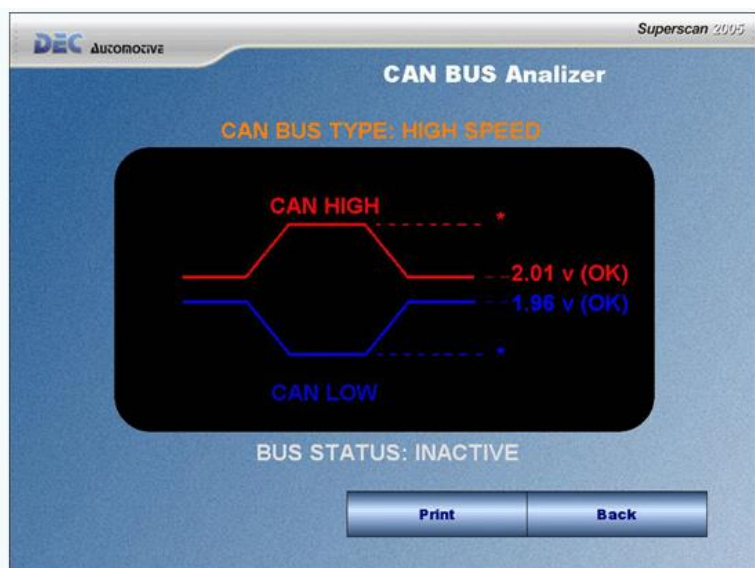 DEC Automotive
Superscan 2005
CAN BUS Analizer
CAN BUS TYPE: HIGH SPEED
CAN HIGH
*
2.01 v (OK)
1.96 v (OK)
*
CAN LOW
BUS STATUS: INACTIVE
Print
Back